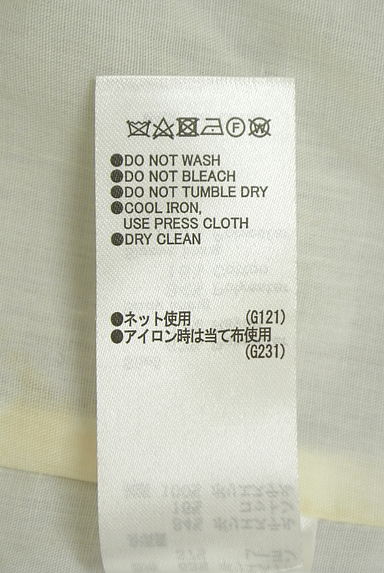 F W
●DO NOT WASH
●DO NOT BLEACH
●DO NOT TUMBLE DRY
●COOL IRON,
USE PRESS CLOTH
●DRY CLEAN
●ネット使用 (G121)
●アイロン時は当て布使用
(G231)